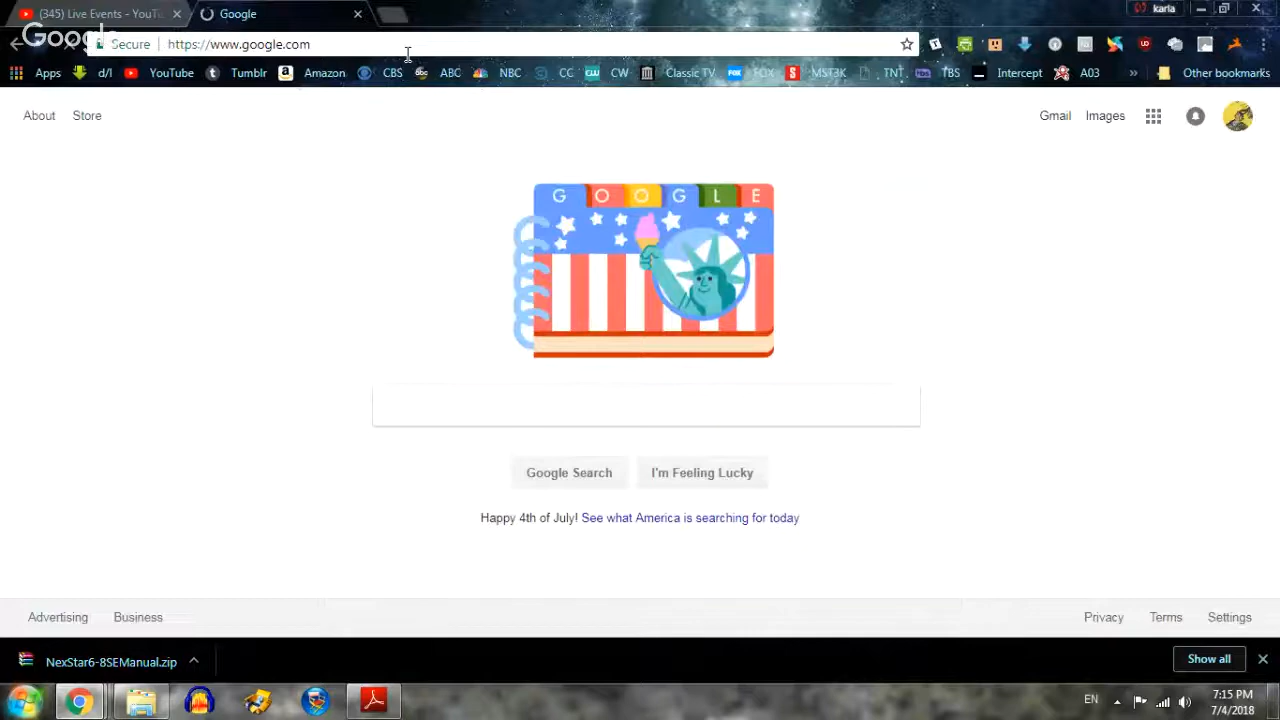 (345) Live Events - YouTu
Google
karla
Google
Secure
https://www.google.com
Apps
d/l
YouTube
Tumblr
Amazon
CBS
ABC
NBC
CC
CW
Classic TV
FOX
MST3K
TNT
TBS
Intercept
A03
Other bookmarks
About
Store
Gmail
Images
G O O G L E
Google Search
I'm Feeling Lucky
Happy 4th of July! See what America is searching for today
Advertising
Business
Privacy
Terms
Settings
NexStar6-8SEManual.zip
Show all
EN
7:15 PM
7/4/2018